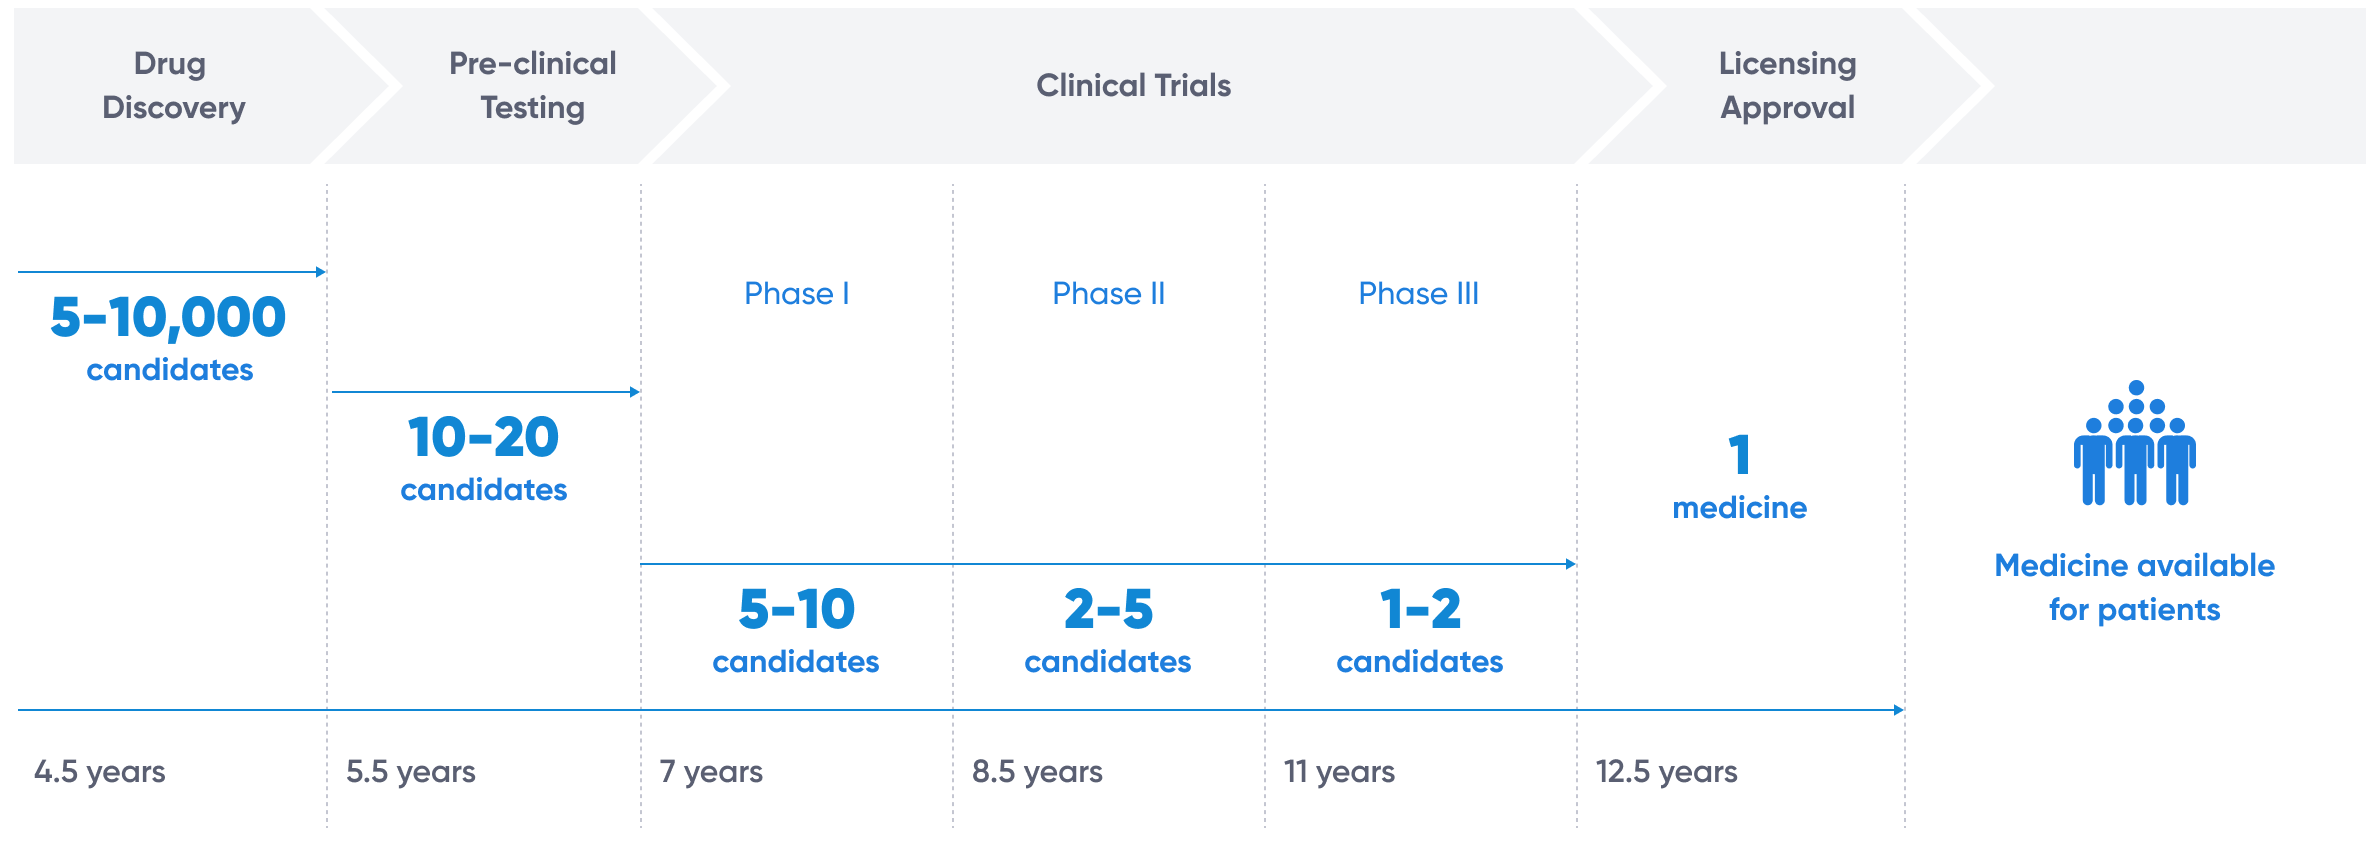 Drug
Discovery
Pre-clinical
Testing
Clinical Trials
Licensing
Approval
5-10,000
candidates
10-20
candidates
Phase I
Phase II
Phase III
5-10
candidates
2-5
candidates
1-2
candidates
1
medicine
Medicine available
for patients
4.5 years
5.5 years
7 years
8.5 years
11 years
12.5 years